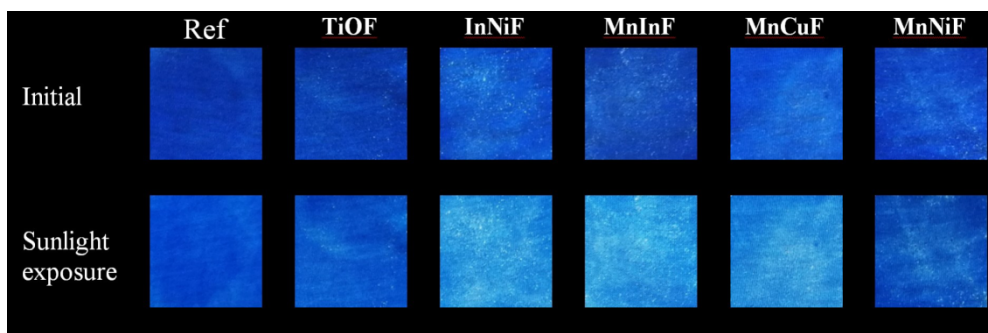 Ref TiOF InNiF MnInF MnCuF MnNiF
Initial
Sunlight
exposure